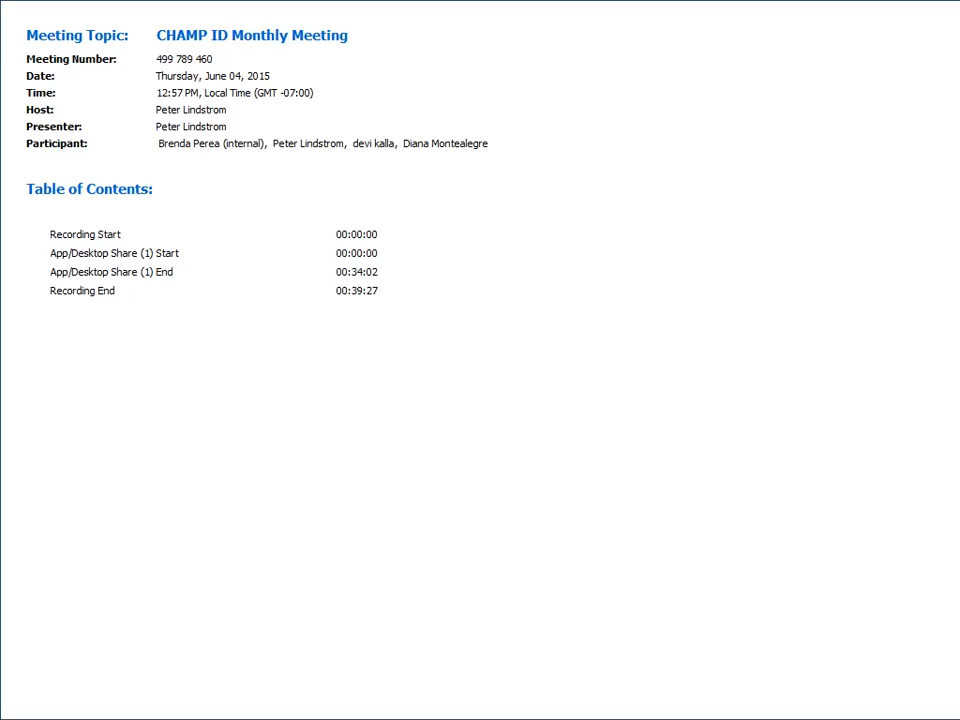 Meeting Topic: CHAMP ID Monthly Meeting
Meeting Number: 499 789 460
Date: Thursday, June 04, 2015
Time: 12:57 PM, Local Time (GMT -07:00)
Host: Peter Lindstrom
Presenter: Peter Lindstrom
Participant: Brenda Perea (internal), Peter Lindstrom, devi kalla, Diana Montealegre
Table of Contents:
Recording Start 00:00:00
App/Desktop Share (1) Start 00:00:00
App/Desktop Share (1) End 00:34:02
Recording End 00:39:27